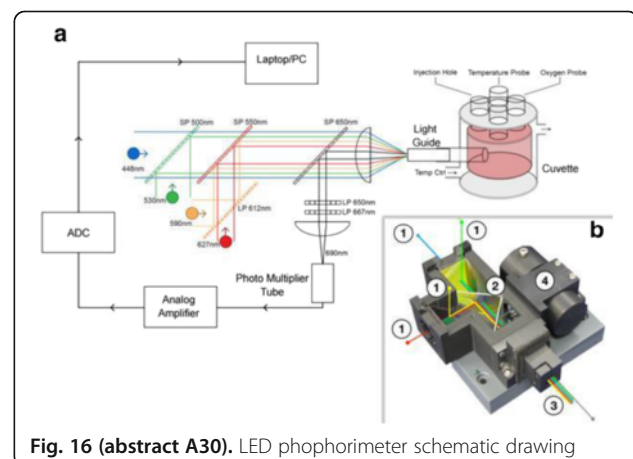 a
Laptop/PC
Injection Hole
Temperature Probe
Oxygen Probe
SP 500nm
SP 550nm
SP 650nm
448nm
530nm
590nm
LP 612nm
627nm
Light
Guide
Temp Ctrl
Cuvette
LP 650nm
LP 667nm
690nm
ADC
Analog
Amplifier
Photo Multiplier
Tube
b
1
1
1
2
4
1
3
Fig. 16 (abstract A30). LED phophorimeter schematic drawing